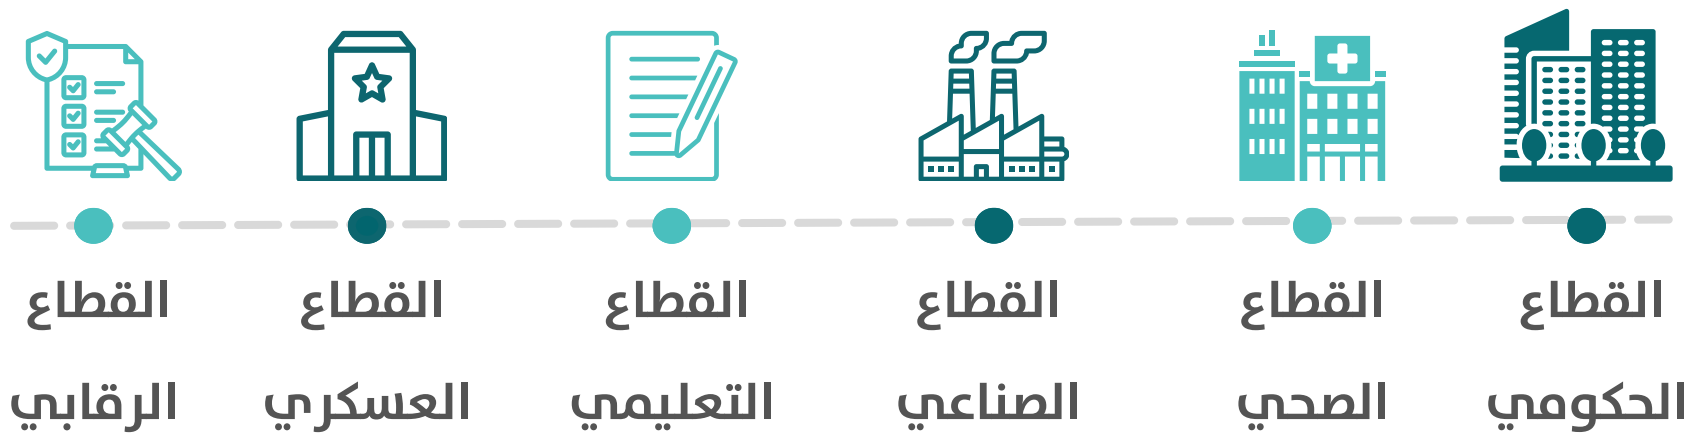 القطاع الحكومي
القطاع الصحي
القطاع الصناعي
القطاع التعليمي
القطاع العسكري
القطاع الرقابي